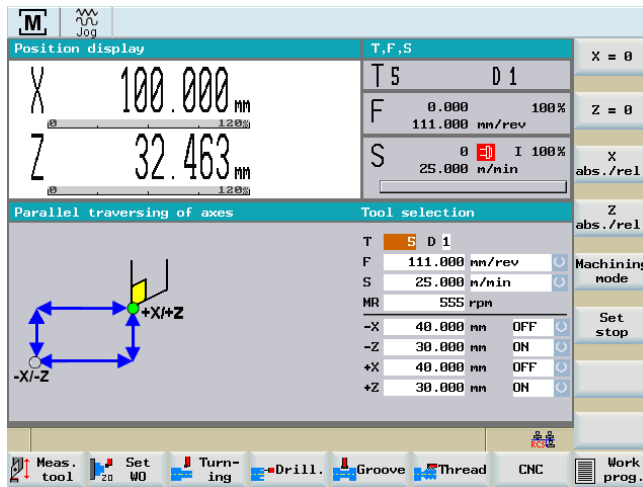 M
Jog
Position display
T,F,S
X = 0
X 100.000 mm
0 120%
T 5 D 1
F 0.000 100%
111.000 mm/rev
Z = 0
Z 32.463 mm
0 120%
S 0 I 100%
25.000 m/min
X
abs./rel
Parallel traversing of axes
Tool selection
Z
abs./rel
T 5 D 1
F 111.000 mm/rev
S 25.000 m/min
MR 555 rpm
Machining
mode
+X/+Z
-X 40.000 mm OFF
-Z 30.000 mm ON
+X 40.000 mm OFF
+Z 30.000 mm ON
Set
stop
-X/-Z
RCS
Meas.
tool
Z0
Set
WO
Turn-
ing
Drill.
Groove
Thread
CNC
Work
prog.